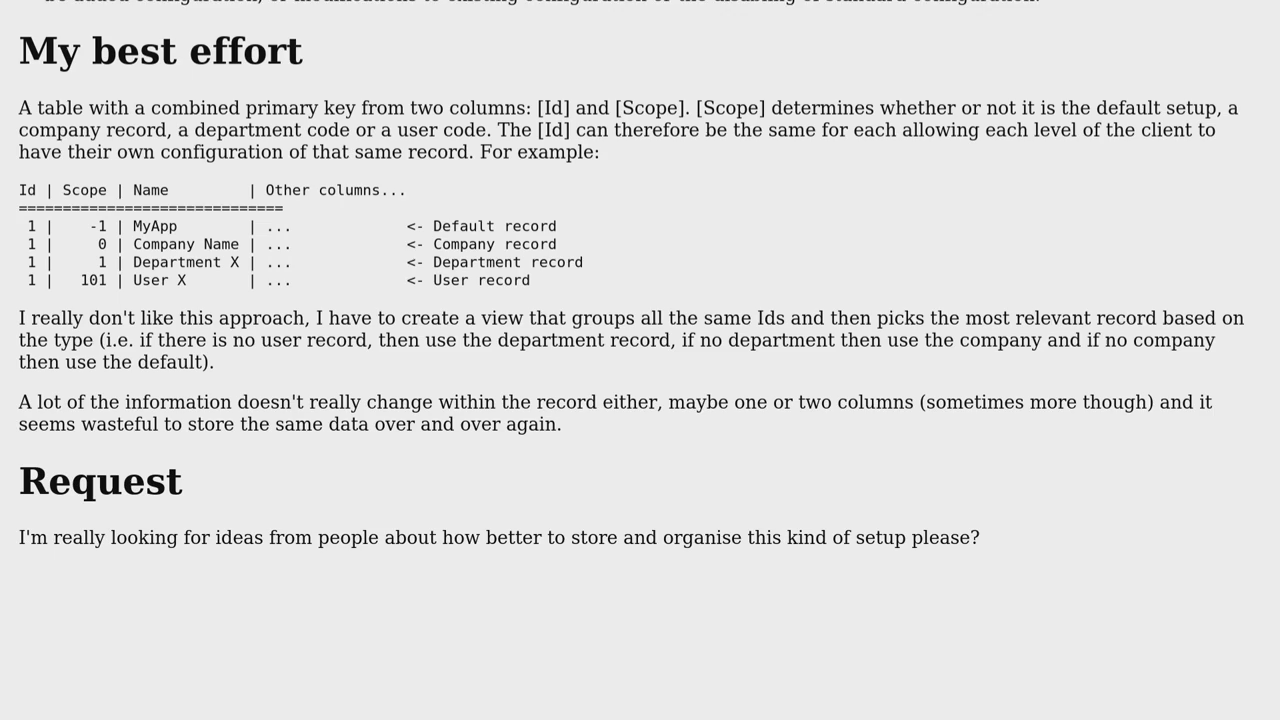 My best effort
A table with a combined primary key from two columns: [Id] and [Scope]. [Scope] determines whether or not it is the default setup, a
company record, a department code or a user code. The [Id] can therefore be the same for each allowing each level of the client to
have their own configuration of that same record. For example:
Id | Scope | Name         | Other columns...
==============================
 1 |    -1 | MyApp        | ...             <- Default record
 1 |     0 | Company Name | ...             <- Company record
 1 |     1 | Department X | ...             <- Department record
 1 |   101 | User X       | ...             <- User record
I really don't like this approach, I have to create a view that groups all the same Ids and then picks the most relevant record based on
the type (i.e. if there is no user record, then use the department record, if no department then use the company and if no company
then use the default).
A lot of the information doesn't really change within the record either, maybe one or two columns (sometimes more though) and it
seems wasteful to store the same data over and over again.
Request
I'm really looking for ideas from people about how better to store and organise this kind of setup please?